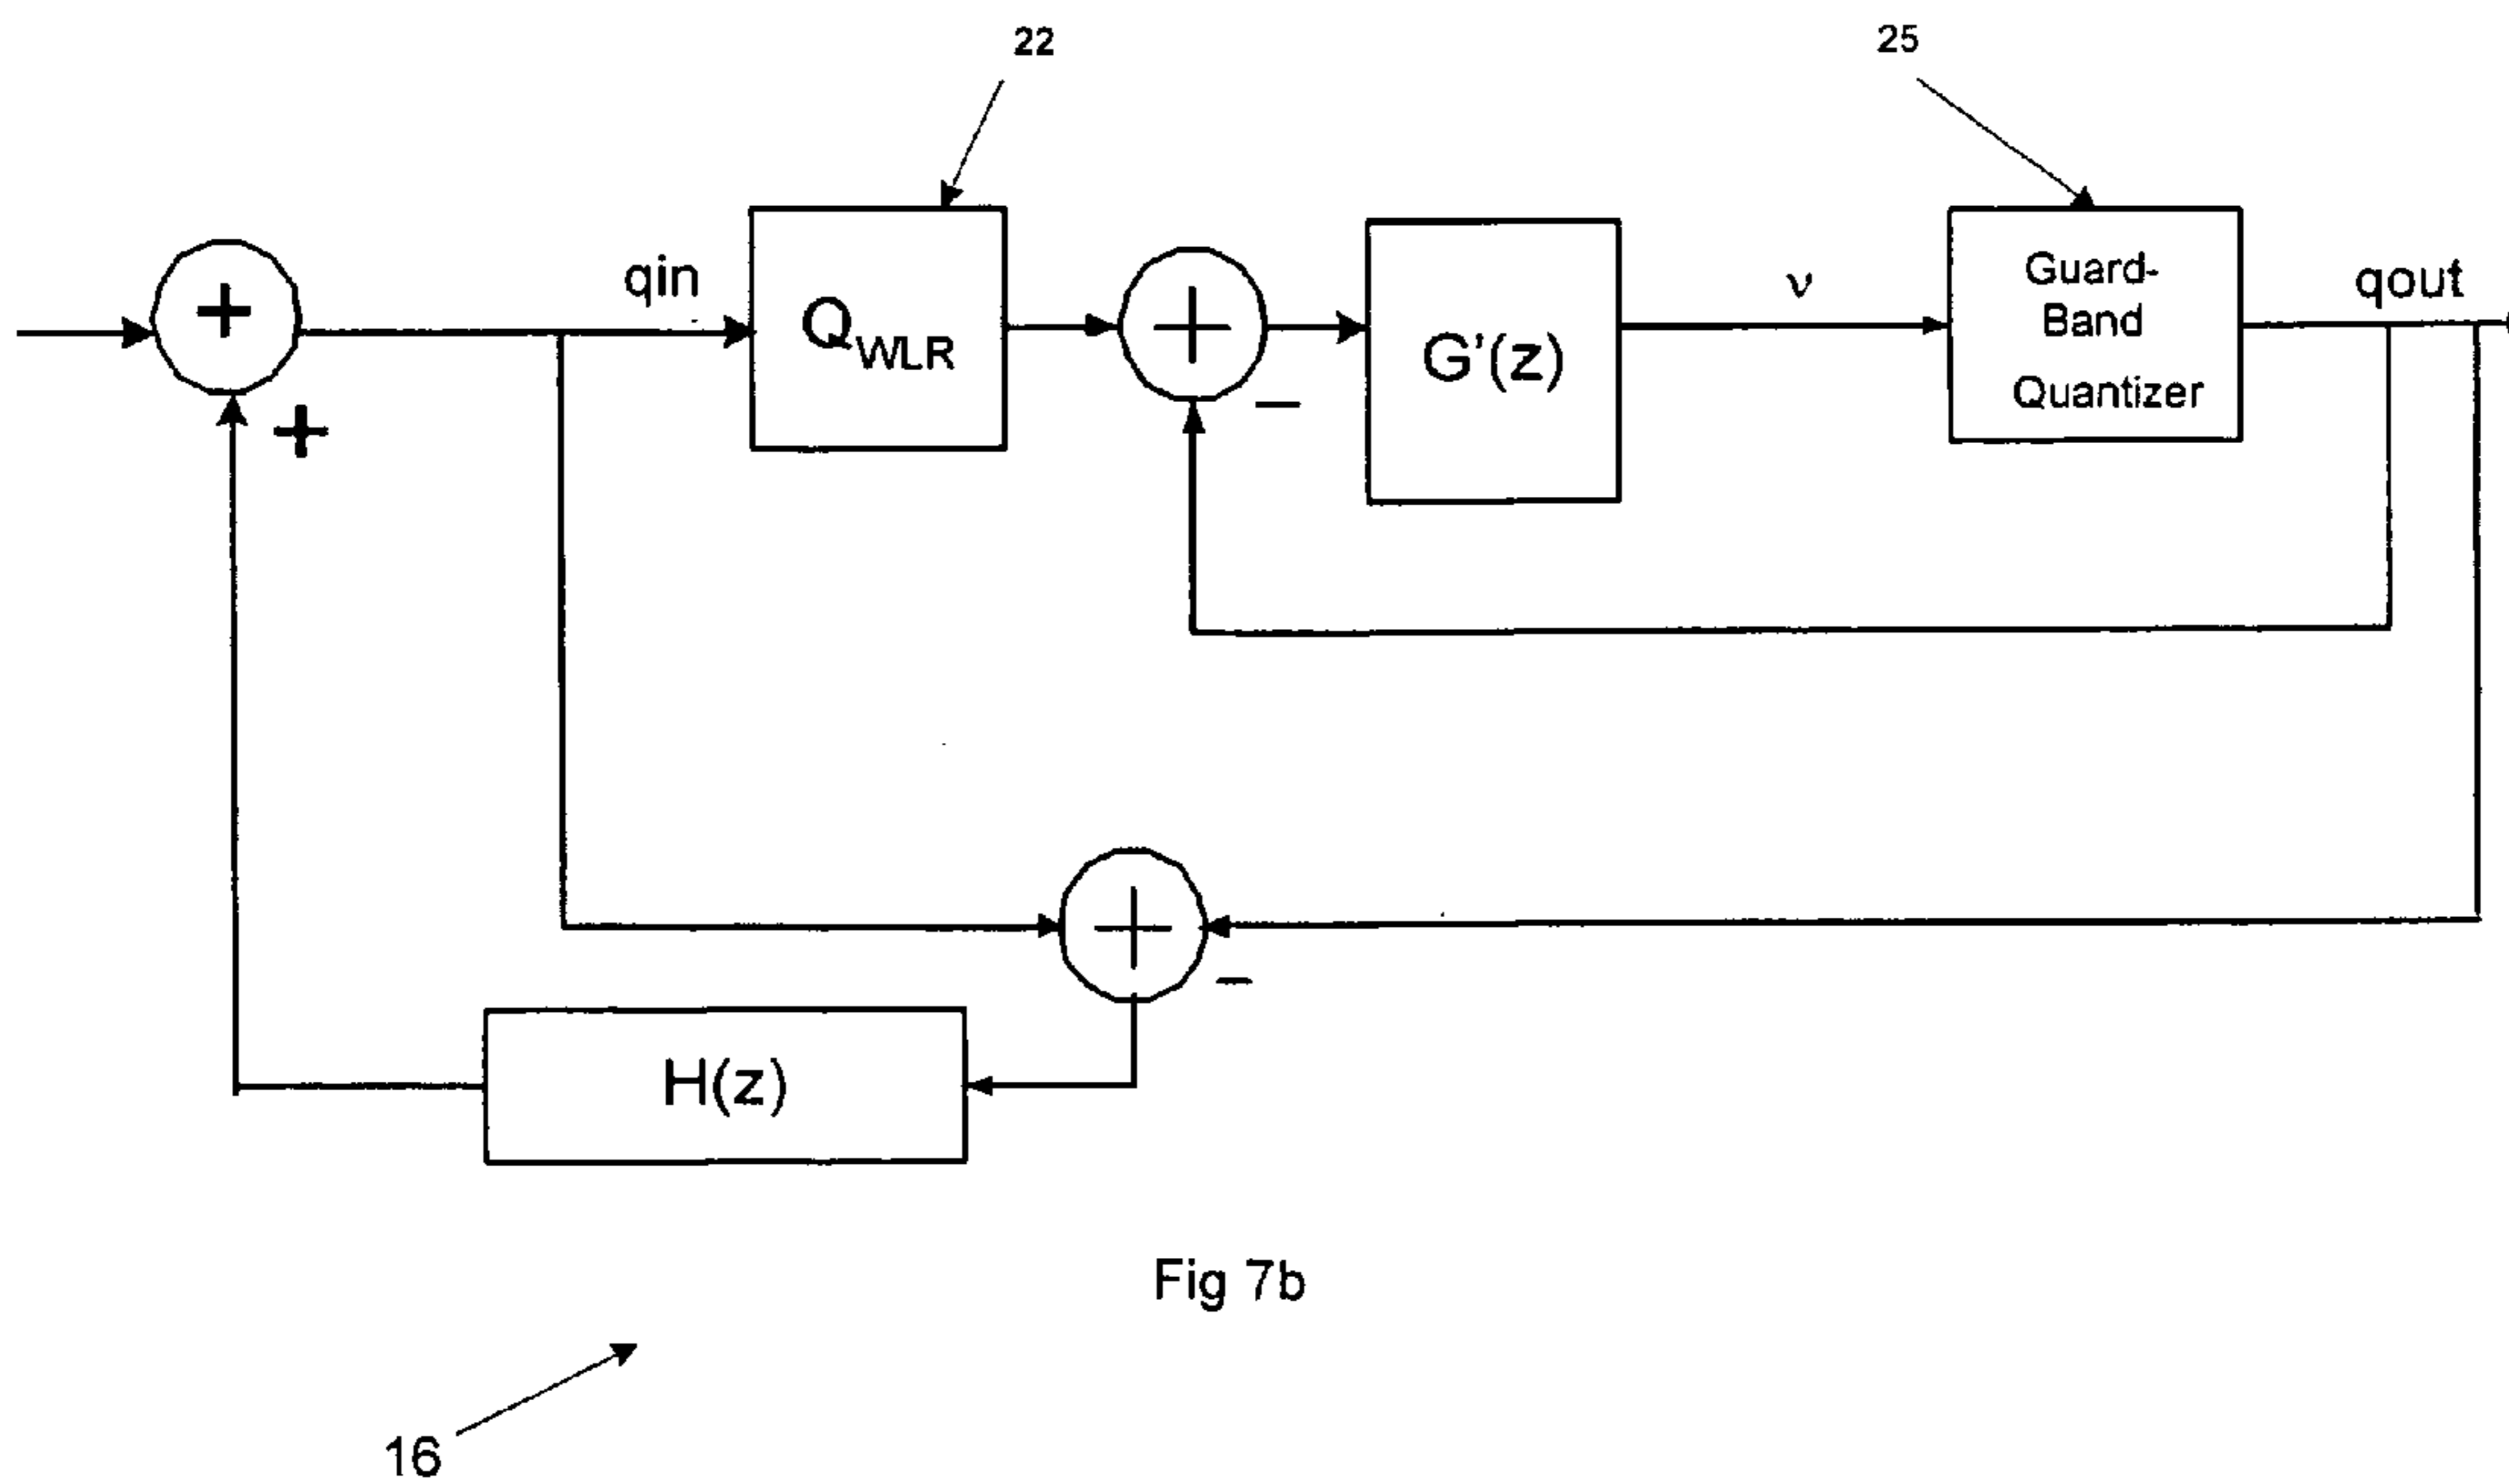 22
25
+
+
qin
Q_WLR
+
−
G'(z)
ν
Guard-
Band
Quantizer
qout
+
−
H(z)
Fig 7b
16